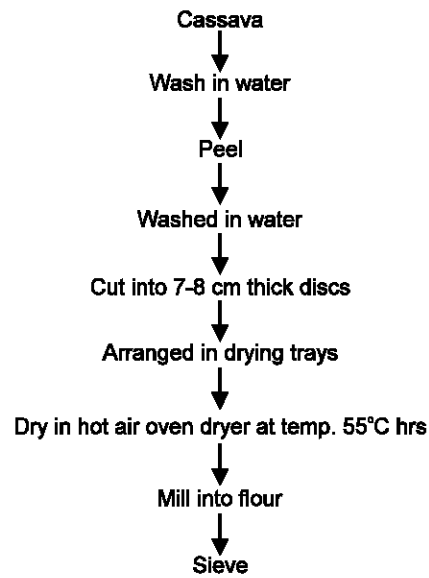 Cassava
Wash in water
Peel
Washed in water
Cut into 7-8 cm thick discs
Arranged in drying trays
Dry in hot air oven dryer at temp. 55°C hrs
Mill into flour
Sieve